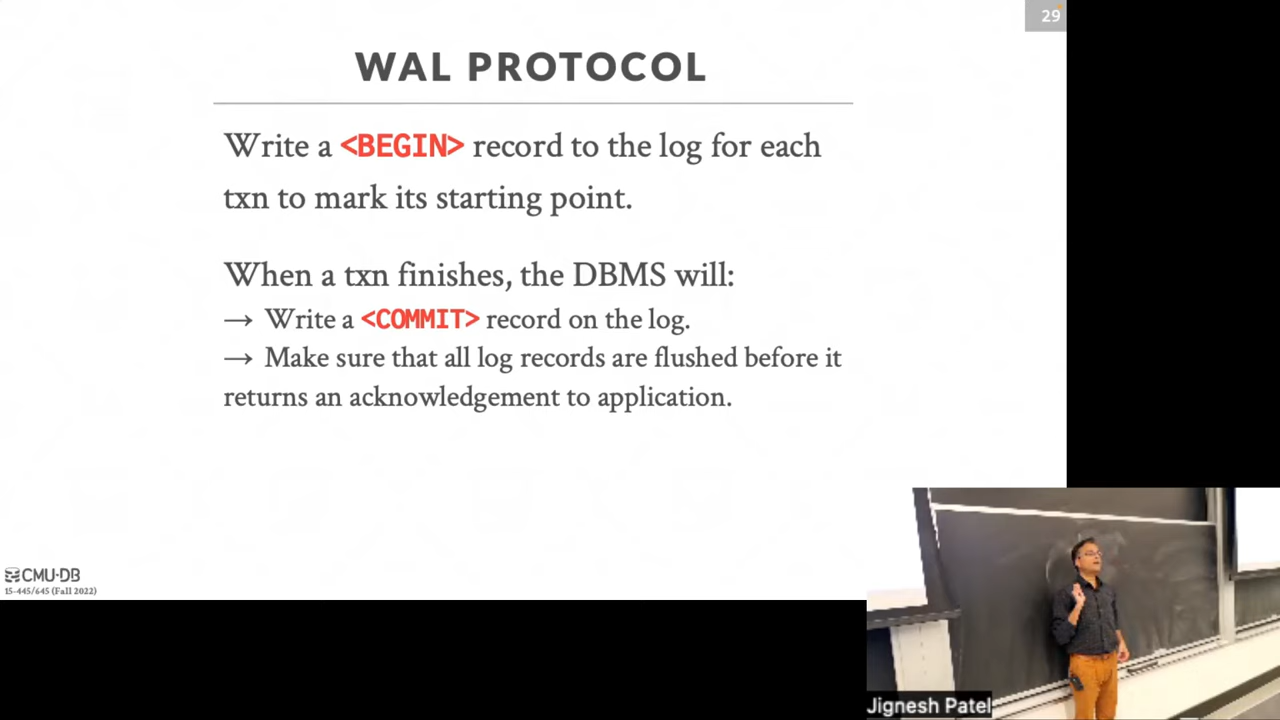 29
WAL PROTOCOL
Write a <BEGIN> record to the log for each
txn to mark its starting point.
When a txn finishes, the DBMS will:
→ Write a <COMMIT> record on the log.
→ Make sure that all log records are flushed before it
returns an acknowledgement to application.
CMU·DB
15-445/645 (Fall 2022)
Jignesh Patel